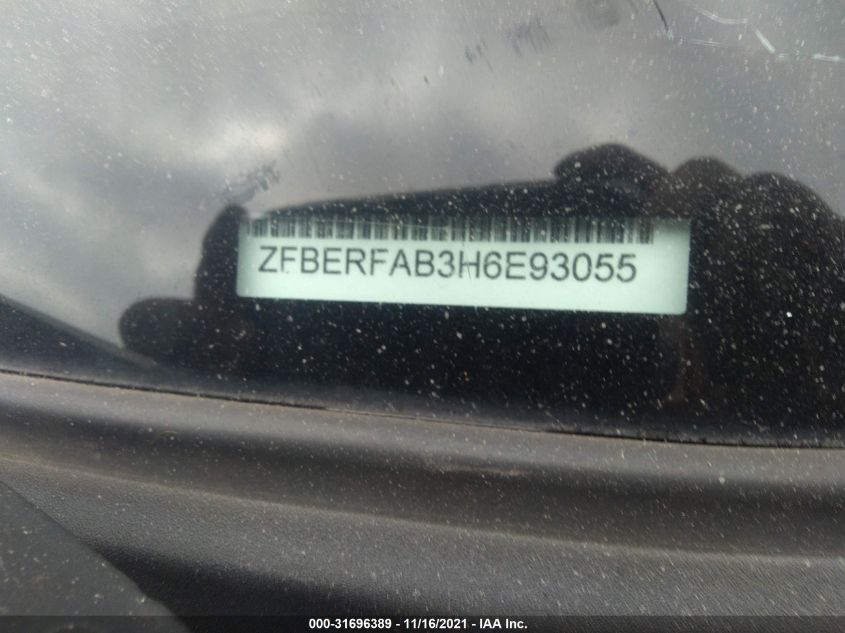 ZFBERFAB3H6E93055
000-31696389 - 11/16/2021 - IAA Inc.